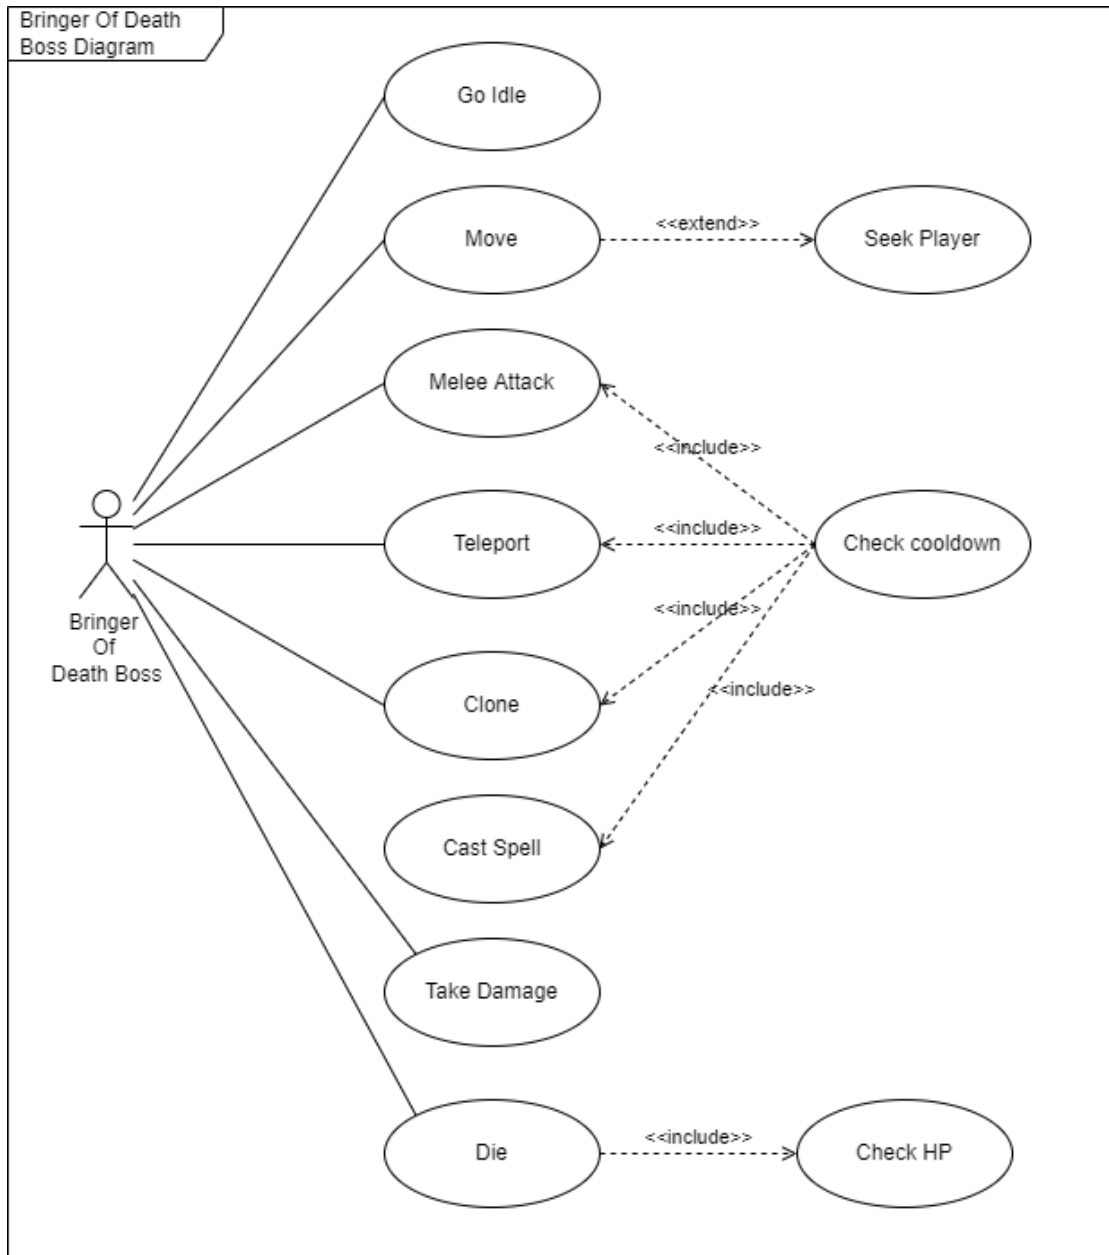 Bringer Of Death
Boss Diagram
Go Idle
Move
<<extend>>
Seek Player
Melee Attack
<<include>>
Teleport
<<include>>
Check cooldown
<<include>>
Bringer
Of
Death Boss
Clone
<<include>>
Cast Spell
Take Damage
Die
<<include>>
Check HP